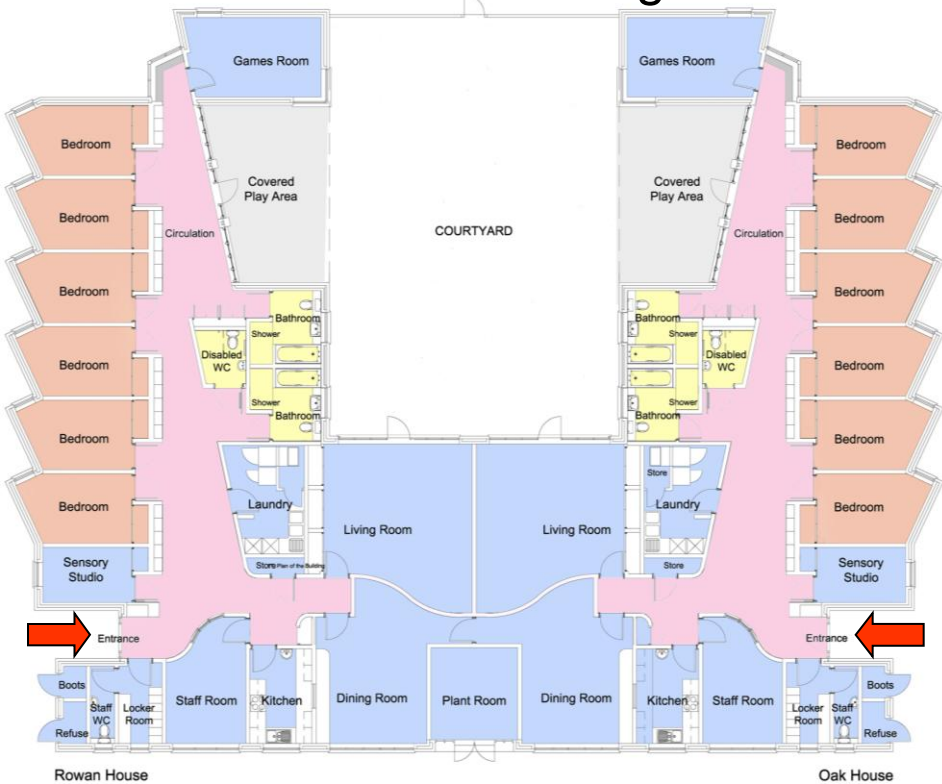 Games Room
Games Room
Bedroom
Bedroom
Covered
Play Area
Covered
Play Area
Bedroom
Bedroom
Circulation
COURTYARD
Circulation
Bedroom
Bedroom
Bathroom
Bathroom
Shower
Shower
Bedroom
Disabled
WC
Disabled
WC
Bedroom
Shower
Shower
Bathroom
Bathroom
Bedroom
Bedroom
Store
Bedroom
Laundry
Living Room
Living Room
Laundry
Bedroom
Sensory
Studio
Store
Plan of the Building
Store
Sensory
Studio
Entrance
Entrance
Boots
Staff
WC
Locker
Room
Staff Room
Kitchen
Dining Room
Plant Room
Dining Room
Kitchen
Staff Room
Locker
Room
Staff
WC
Boots
Refuse
Refuse
Rowan House
Oak House